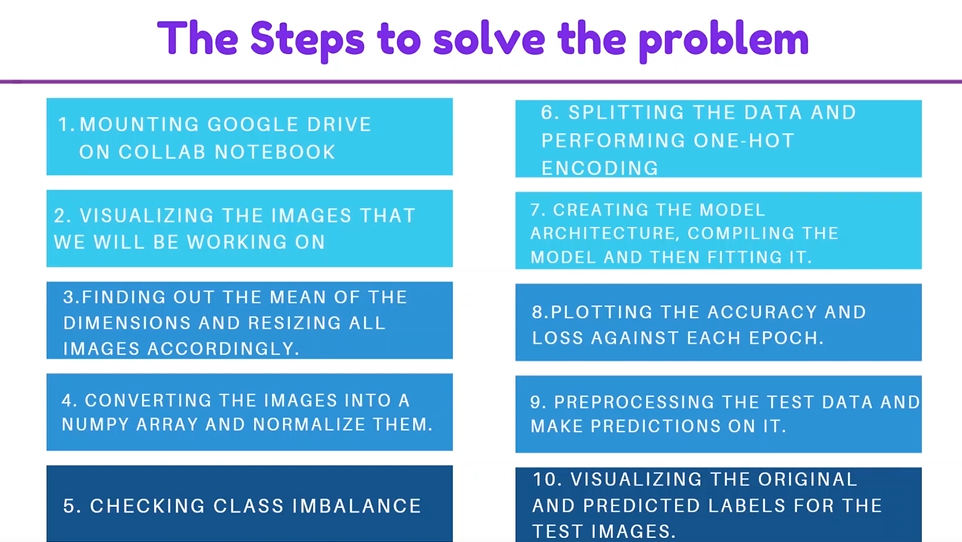 The Steps to solve the problem
1. MOUNTING GOOGLE DRIVE
ON COLLAB NOTEBOOK
2. VISUALIZING THE IMAGES THAT
WE WILL BE WORKING ON
3.FINDING OUT THE MEAN OF THE
DIMENSIONS AND RESIZING ALL
IMAGES ACCORDINGLY.
4. CONVERTING THE IMAGES INTO A
NUMPY ARRAY AND NORMALIZE THEM.
5. CHECKING CLASS IMBALANCE
6. SPLITTING THE DATA AND
PERFORMING ONE-HOT
ENCODING
7. CREATING THE MODEL
ARCHITECTURE, COMPILING THE
MODEL AND THEN FITTING IT.
8.PLOTTING THE ACCURACY AND
LOSS AGAINST EACH EPOCH.
9. PREPROCESSING THE TEST DATA AND
MAKE PREDICTIONS ON IT.
10. VISUALIZING THE ORIGINAL
AND PREDICTED LABELS FOR THE
TEST IMAGES.